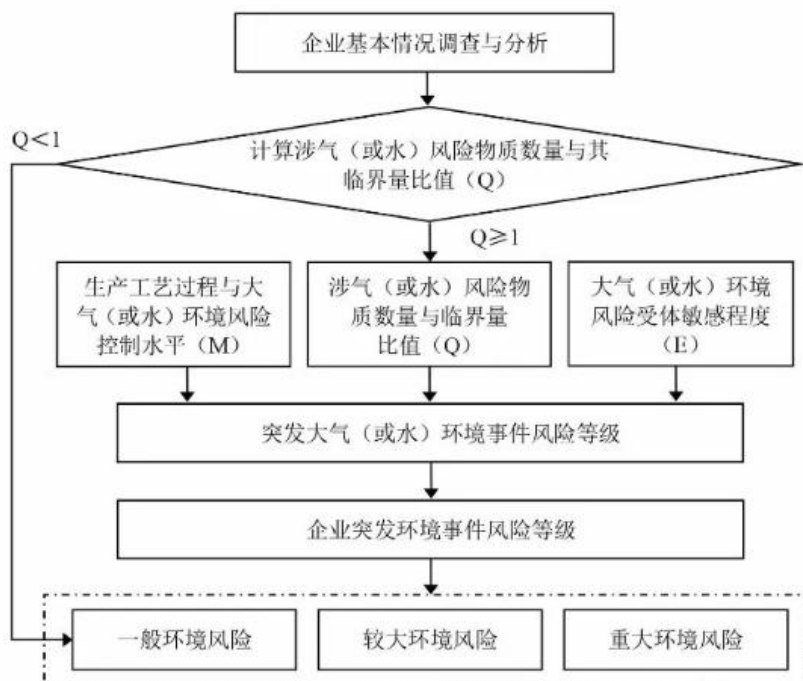 企业基本情况调查与分析
Q＜1
计算涉气（或水）风险物质数量与其
临界量比值（Q）
Q≥1
生产工艺过程与大
气（或水）环境风险
控制水平（M）
涉气（或水）风险物
质数量与临界量
比值（Q）
大气（或水）环境
风险受体敏感程度
（E）
突发大气（或水）环境事件风险等级
企业突发环境事件风险等级
一般环境风险
较大环境风险
重大环境风险